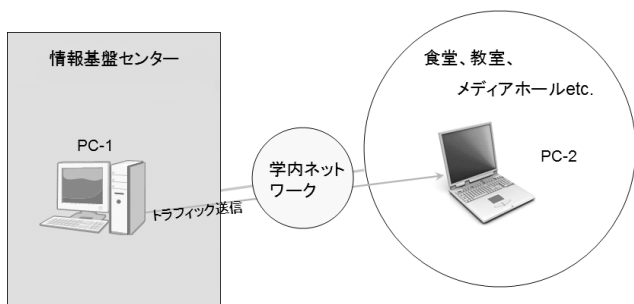 情報基盤センター
PC-1
トラフィック送信
学内ネット
ワーク
食堂、教室、
メディアホールetc.
PC-2